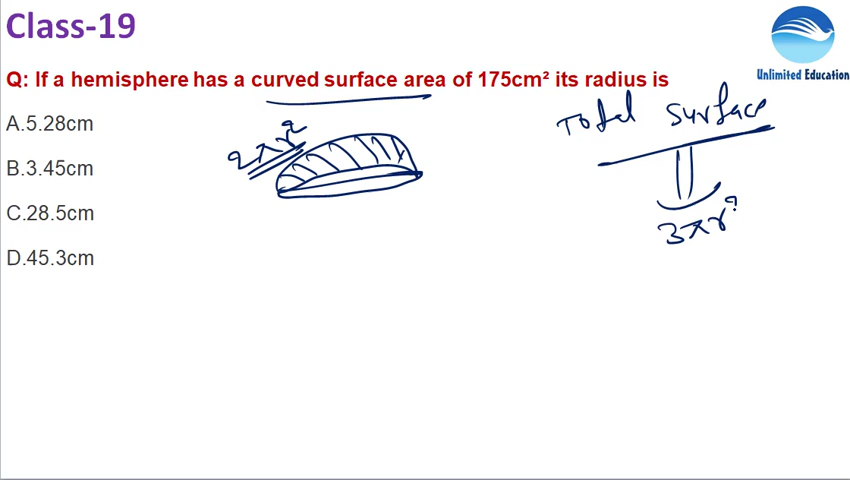 Class-19
Unlimited Education
Q: If a hemisphere has a curved surface area of 175cm² its radius is
Total surface
A.5.28cm
2πr²
B.3.45cm
C.28.5cm
3πr²
D.45.3cm